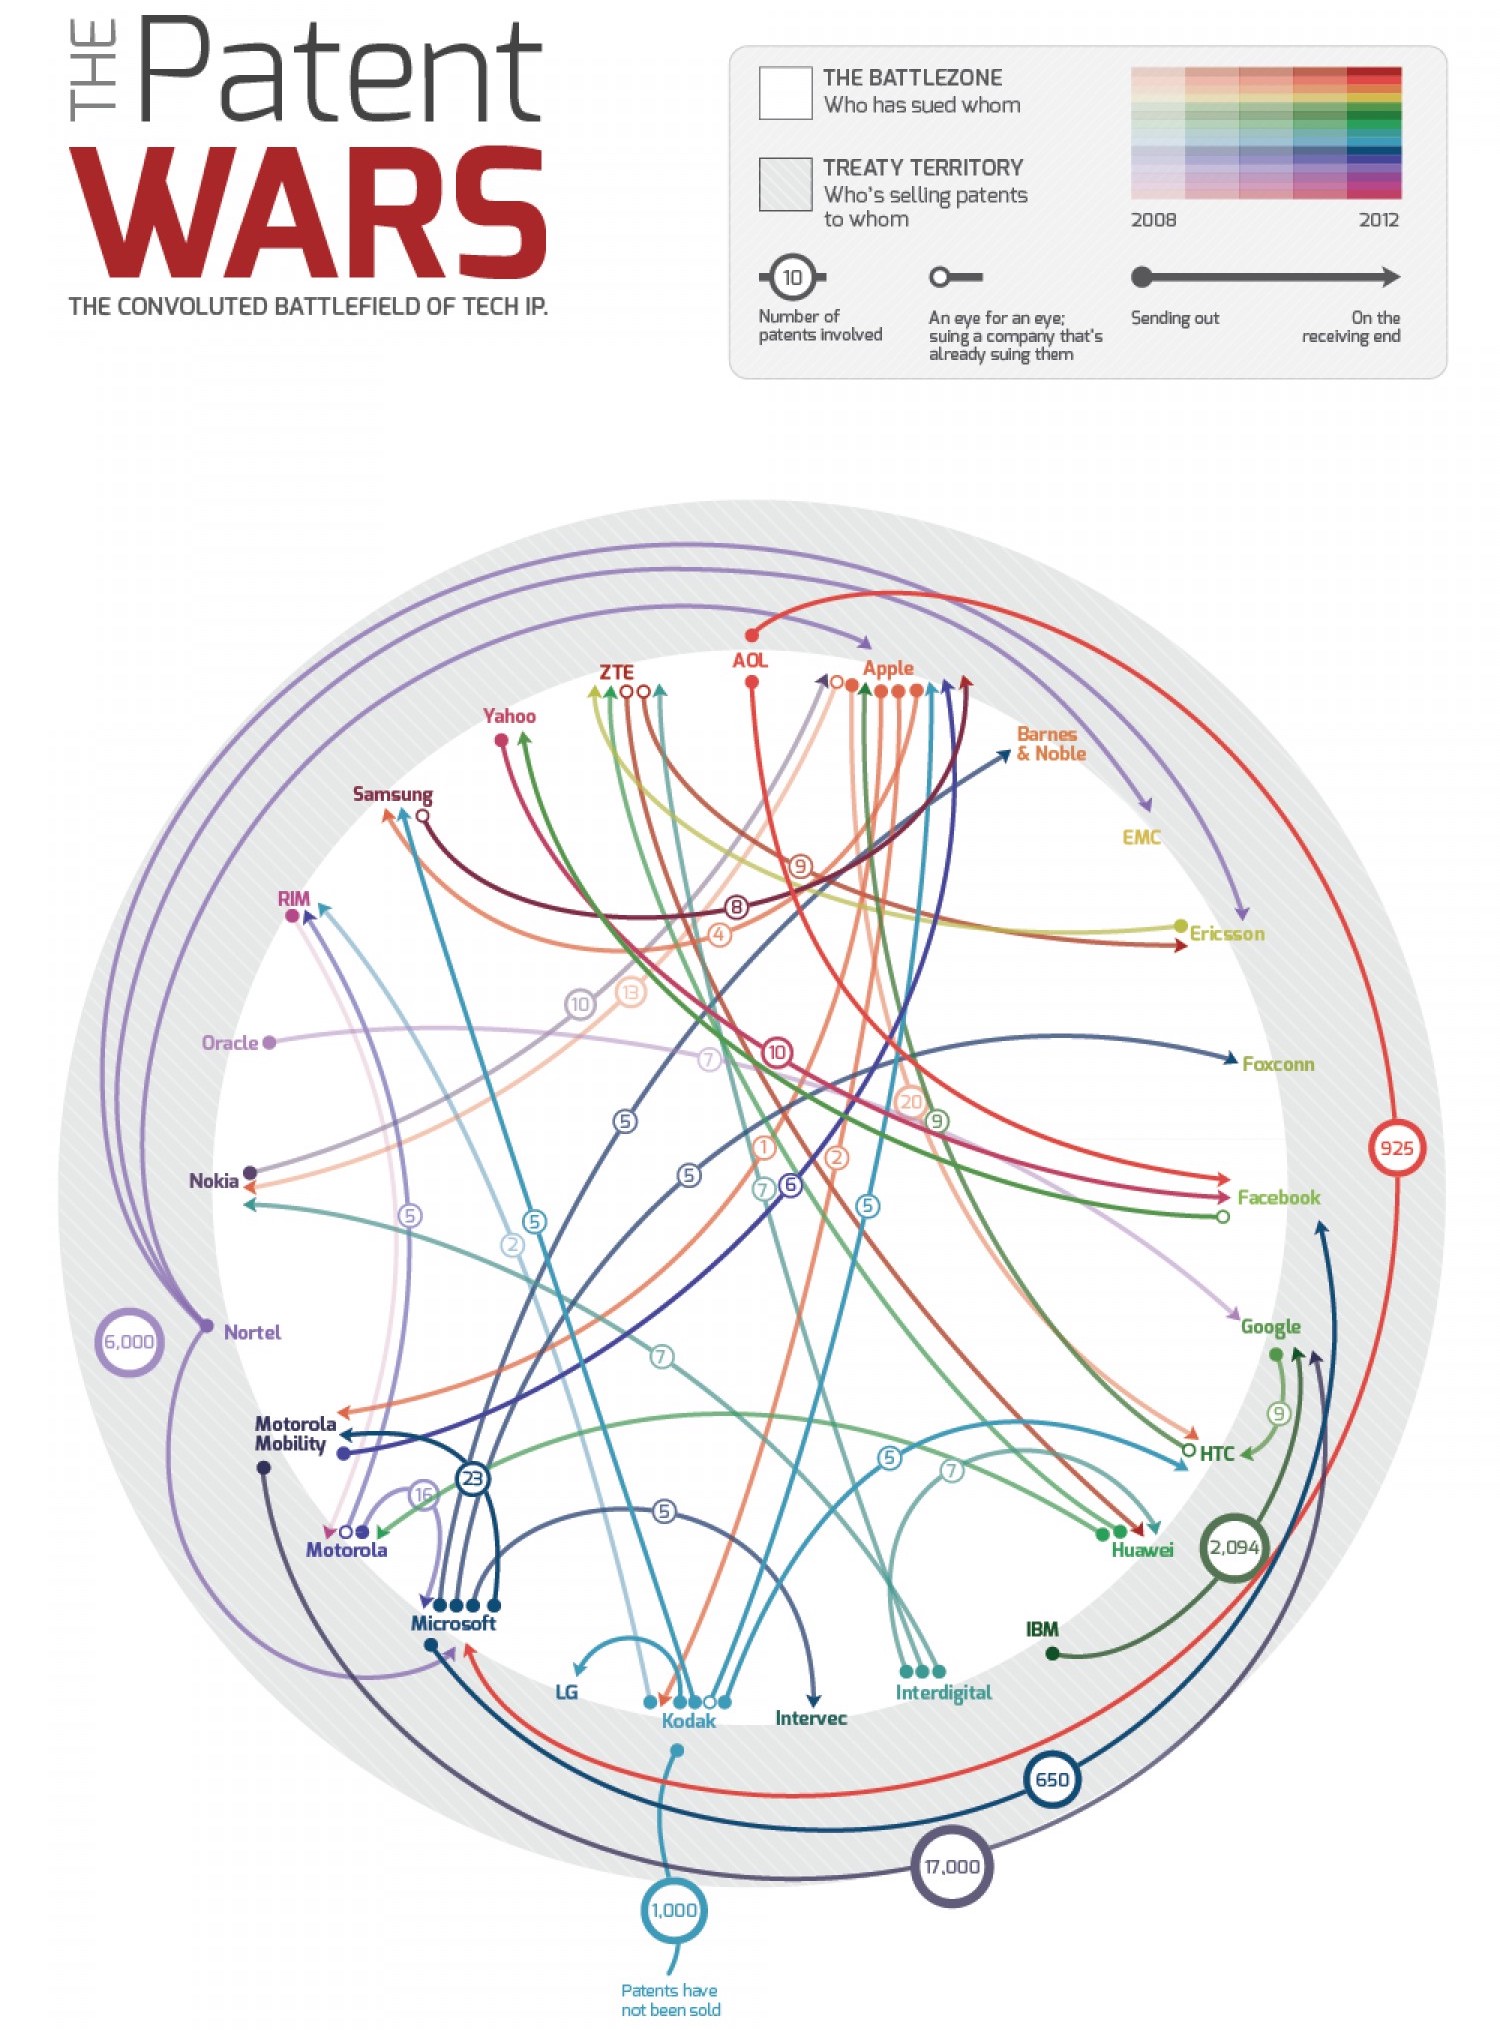 THE Patent
WARS
THE CONVOLUTED BATTLEFIELD OF TECH IP.
THE BATTLEZONE
Who has sued whom
TREATY TERRITORY
Who's selling patents
to whom
2008
2012
10
Number of
patents involved
An eye for an eye;
suing a company that's
already suing them
Sending out
On the
receiving end
AOL
ZTE
Apple
Yahoo
Barnes
& Noble
Samsung
EMC
9
RIM
8
4
Ericsson
13
10
Oracle
10
7
Foxconn
20
5
9
925
1
2
5
Nokia
7
6
Facebook
5
5
5
2
Nortel
6,000
Google
7
9
Motorola
Mobility
HTC
5
7
23
16
5
Motorola
Huawei
2,094
Microsoft
IBM
LG
Interdigital
Kodak
Intervec
650
17,000
1,000
Patents have
not been sold